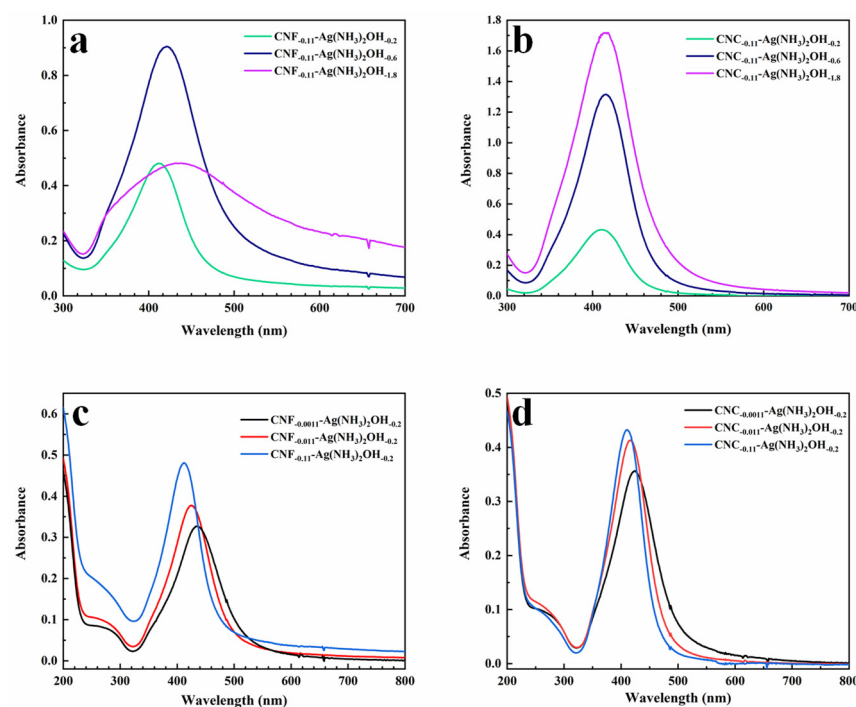 a
CNF-0.11-Ag(NH3)2OH-0.2
CNF-0.11-Ag(NH3)2OH-0.6
CNF-0.11-Ag(NH3)2OH-1.8
Absorbance
1.0
0.8
0.6
0.4
0.2
0.0
300 400 500 600 700
Wavelength (nm)
b
CNC-0.11-Ag(NH3)2OH-0.2
CNC-0.11-Ag(NH3)2OH-0.6
CNC-0.11-Ag(NH3)2OH-1.8
Absorbance
1.8
1.6
1.4
1.2
1.0
0.8
0.6
0.4
0.2
0.0
300 400 500 600 700
Wavelength (nm)
c
CNF-0.0011-Ag(NH3)2OH-0.2
CNF-0.011-Ag(NH3)2OH-0.2
CNF-0.11-Ag(NH3)2OH-0.2
Absorbance
0.6
0.5
0.4
0.3
0.2
0.1
0.0
200 300 400 500 600 700 800
Wavelength (nm)
d
CNC-0.0011-Ag(NH3)2OH-0.2
CNC-0.011-Ag(NH3)2OH-0.2
CNC-0.11-Ag(NH3)2OH-0.2
Absorbance
0.5
0.4
0.3
0.2
0.1
0.0
200 300 400 500 600 700 800
Wavelength (nm)